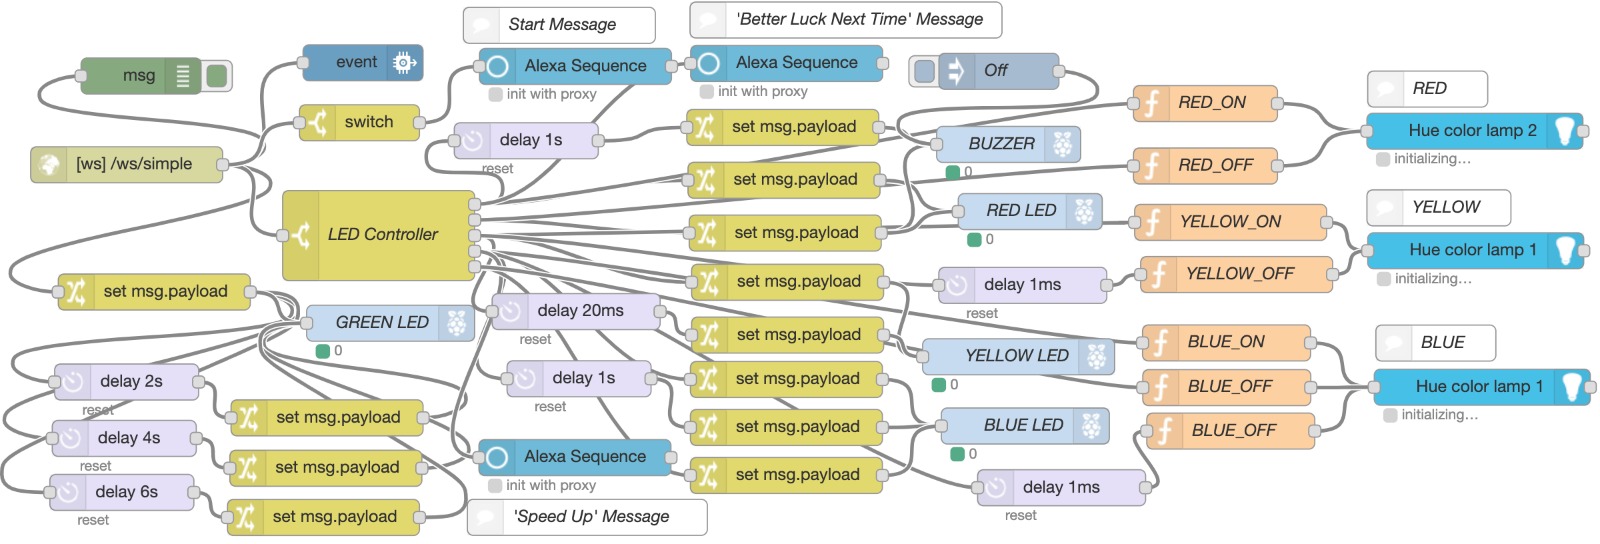 Start Message
'Better Luck Next Time' Message
msg
event
Alexa Sequence
init with proxy
Alexa Sequence
init with proxy
Off
switch
delay 1s
reset
set msg.payload
BUZZER
0
RED_ON
RED
Hue color lamp 2
initializing...
[ws] /ws/simple
set msg.payload
RED_OFF
LED Controller
set msg.payload
RED LED
0
YELLOW_ON
YELLOW
Hue color lamp 1
initializing...
set msg.payload
set msg.payload
delay 1ms
reset
YELLOW_OFF
GREEN LED
0
delay 20ms
reset
set msg.payload
YELLOW LED
0
BLUE_ON
BLUE
delay 2s
reset
delay 1s
reset
set msg.payload
BLUE_OFF
Hue color lamp 1
initializing...
set msg.payload
set msg.payload
BLUE LED
0
BLUE_OFF
delay 4s
reset
set msg.payload
Alexa Sequence
init with proxy
set msg.payload
delay 1ms
reset
delay 6s
reset
set msg.payload
'Speed Up' Message